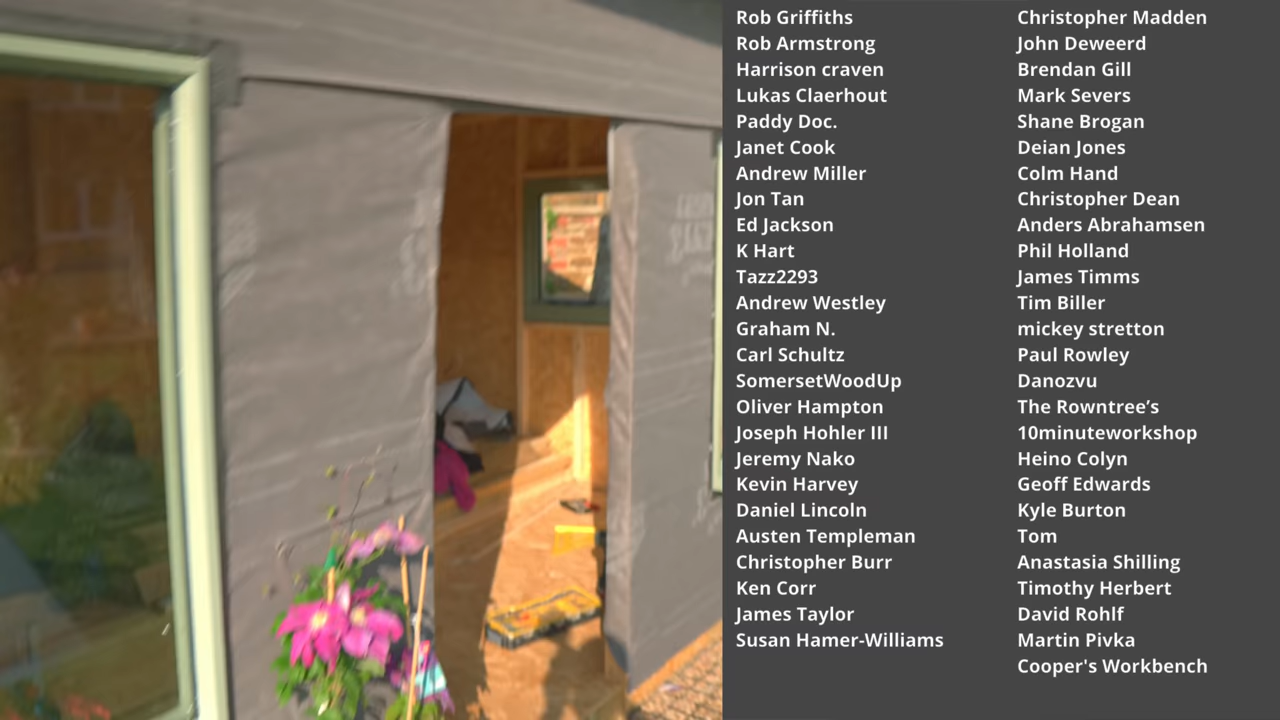 Rob Griffiths
Rob Armstrong
Harrison craven
Lukas Claerhout
Paddy Doc.
Janet Cook
Andrew Miller
Jon Tan
Ed Jackson
K Hart
Tazz2293
Andrew Westley
Graham N.
Carl Schultz
SomersetWoodUp
Oliver Hampton
Joseph Hohler III
Jeremy Nako
Kevin Harvey
Daniel Lincoln
Austen Templeman
Christopher Burr
Ken Corr
James Taylor
Susan Hamer-Williams
Christopher Madden
John Deweerd
Brendan Gill
Mark Severs
Shane Brogan
Deian Jones
Colm Hand
Christopher Dean
Anders Abrahamsen
Phil Holland
James Timms
Tim Biller
mickey stretton
Paul Rowley
Danozvu
The Rowntree’s
10minuteworkshop
Heino Colyn
Geoff Edwards
Kyle Burton
Tom
Anastasia Shilling
Timothy Herbert
David Rohlf
Martin Pivka
Cooper's Workbench